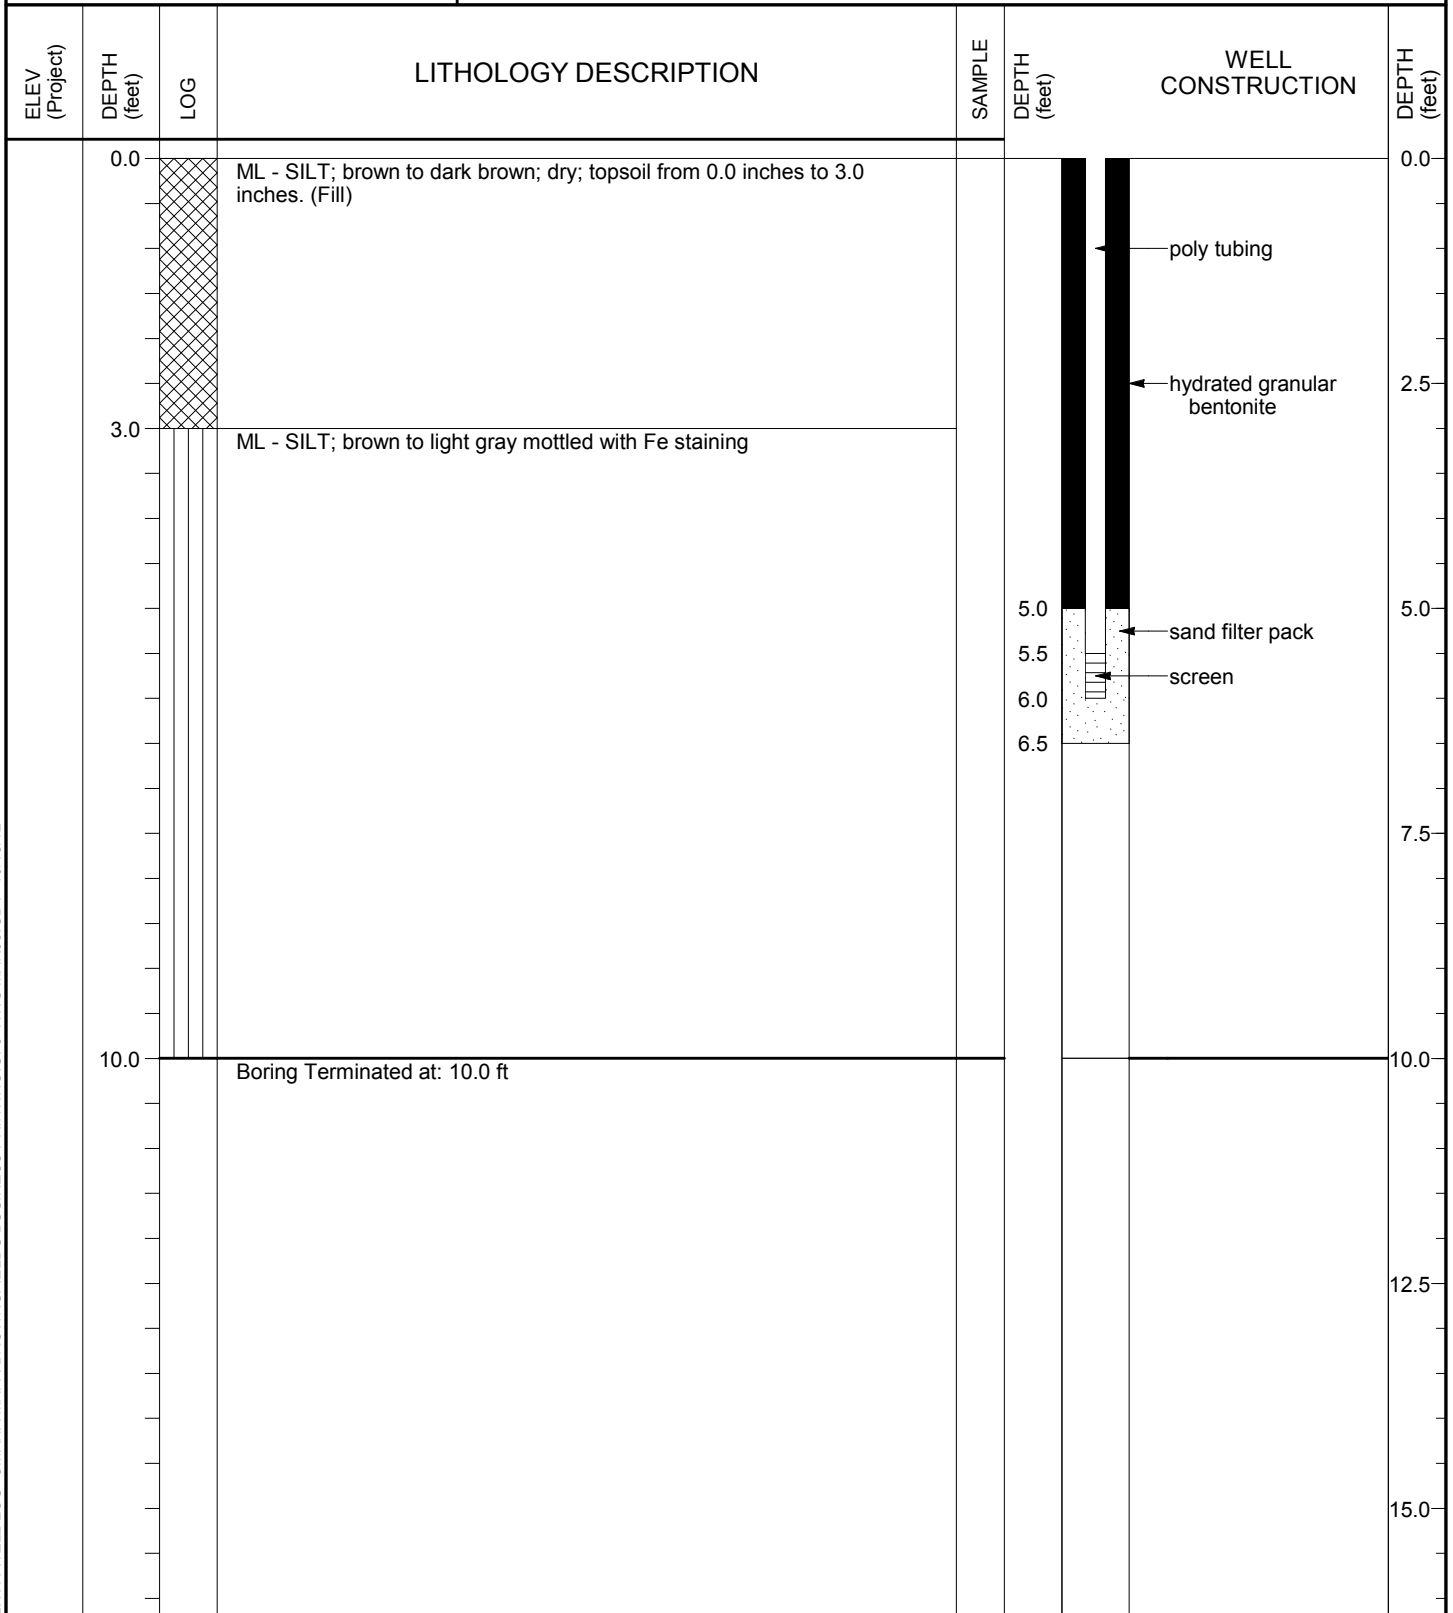 ELEV
(Project)
DEPTH
(feet)
LOG
LITHOLOGY DESCRIPTION
SAMPLE
DEPTH
(feet)
WELL
CONSTRUCTION
DEPTH
(feet)
0.0
ML - SILT; brown to dark brown; dry; topsoil from 0.0 inches to 3.0
inches. (Fill)
0.0
poly tubing
hydrated granular
bentonite
2.5
3.0
ML - SILT; brown to light gray mottled with Fe staining
5.0
5.0
sand filter pack
5.5
screen
6.0
6.5
7.5
10.0
Boring Terminated at: 10.0 ft
10.0
12.5
15.0